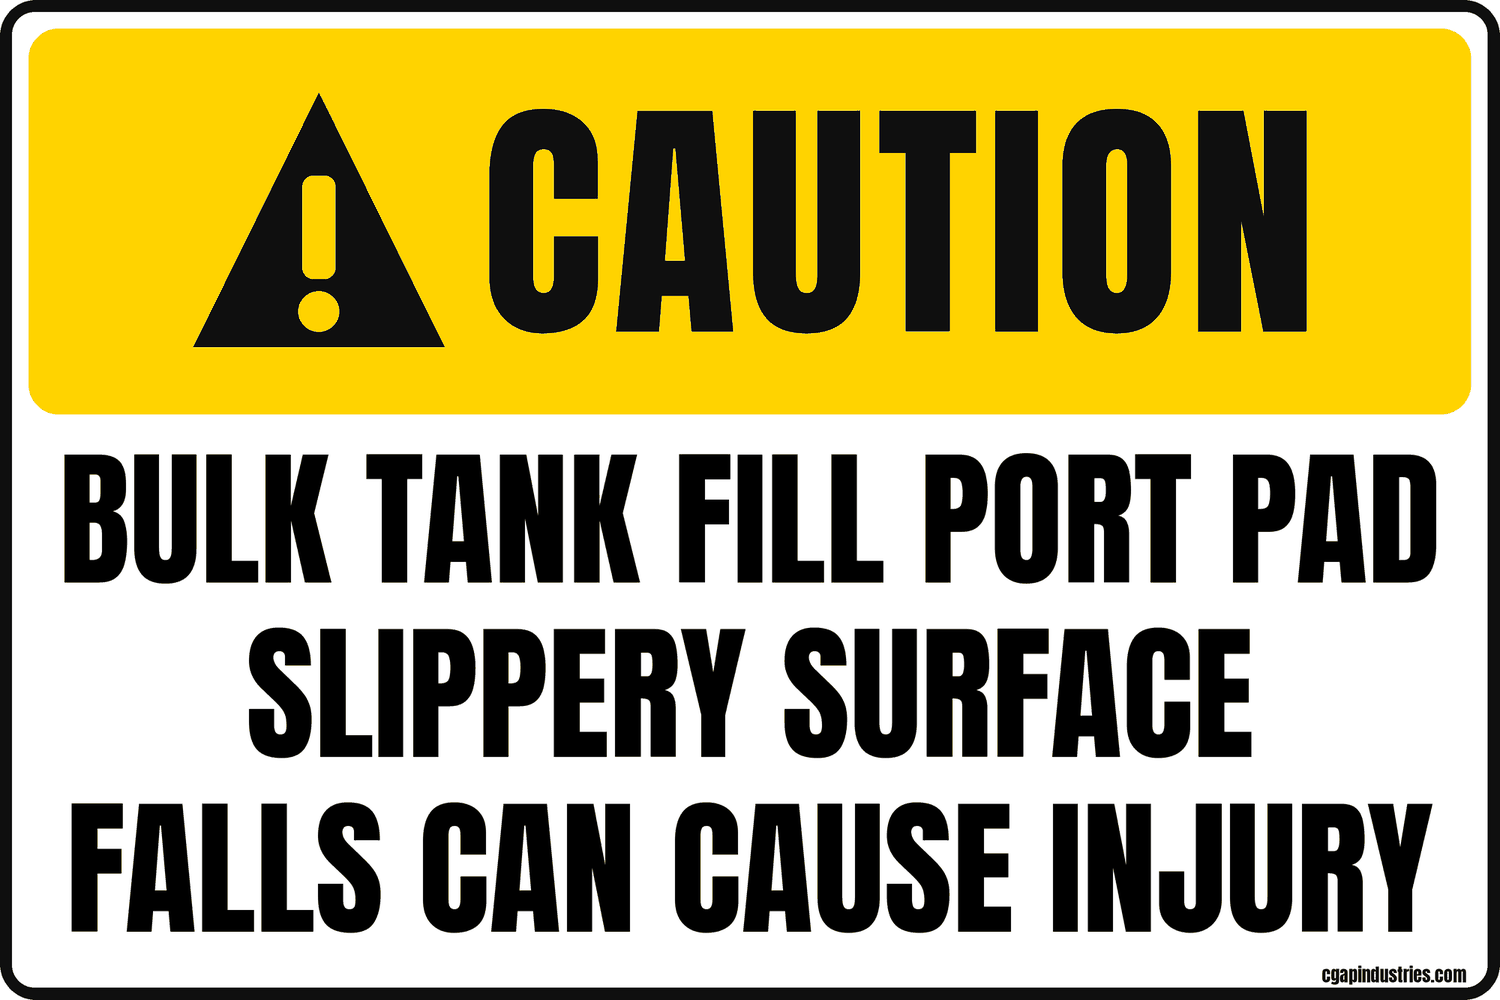 CAUTION
BULK TANK FILL PORT PAD
SLIPPERY SURFACE
FALLS CAN CAUSE INJURY
cgapindustries.com